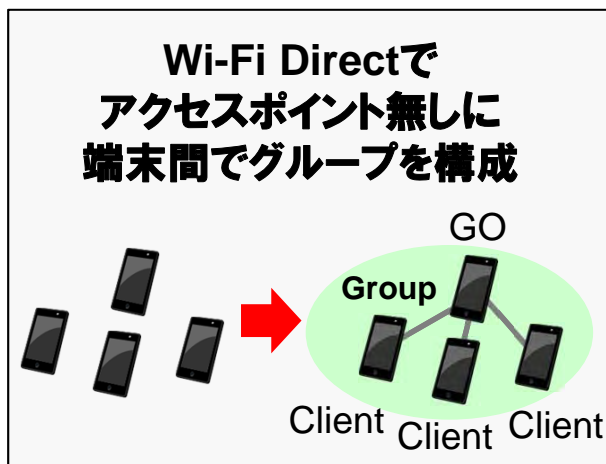 Wi-Fi Directで
アクセスポイント無しに
端末間でグループを構成
GO
Group
Client
Client
Client